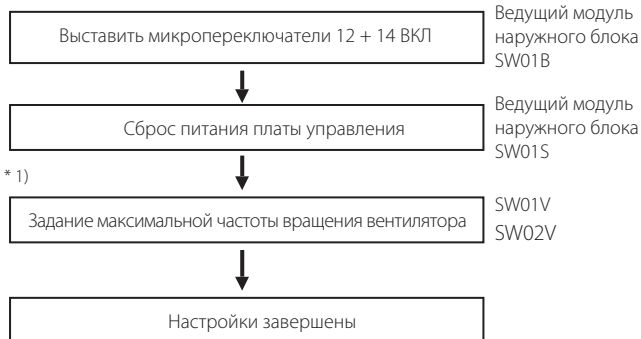 Выставить микропереключатели 12 + 14 ВКЛ
Ведущий модуль
наружного блока
SW01B
Сброс питания платы управления
Ведущий модуль
наружного блока
SW01S
* 1)
Задание максимальной частоты вращения вентилятора
SW01V
SW02V
Настройки завершены